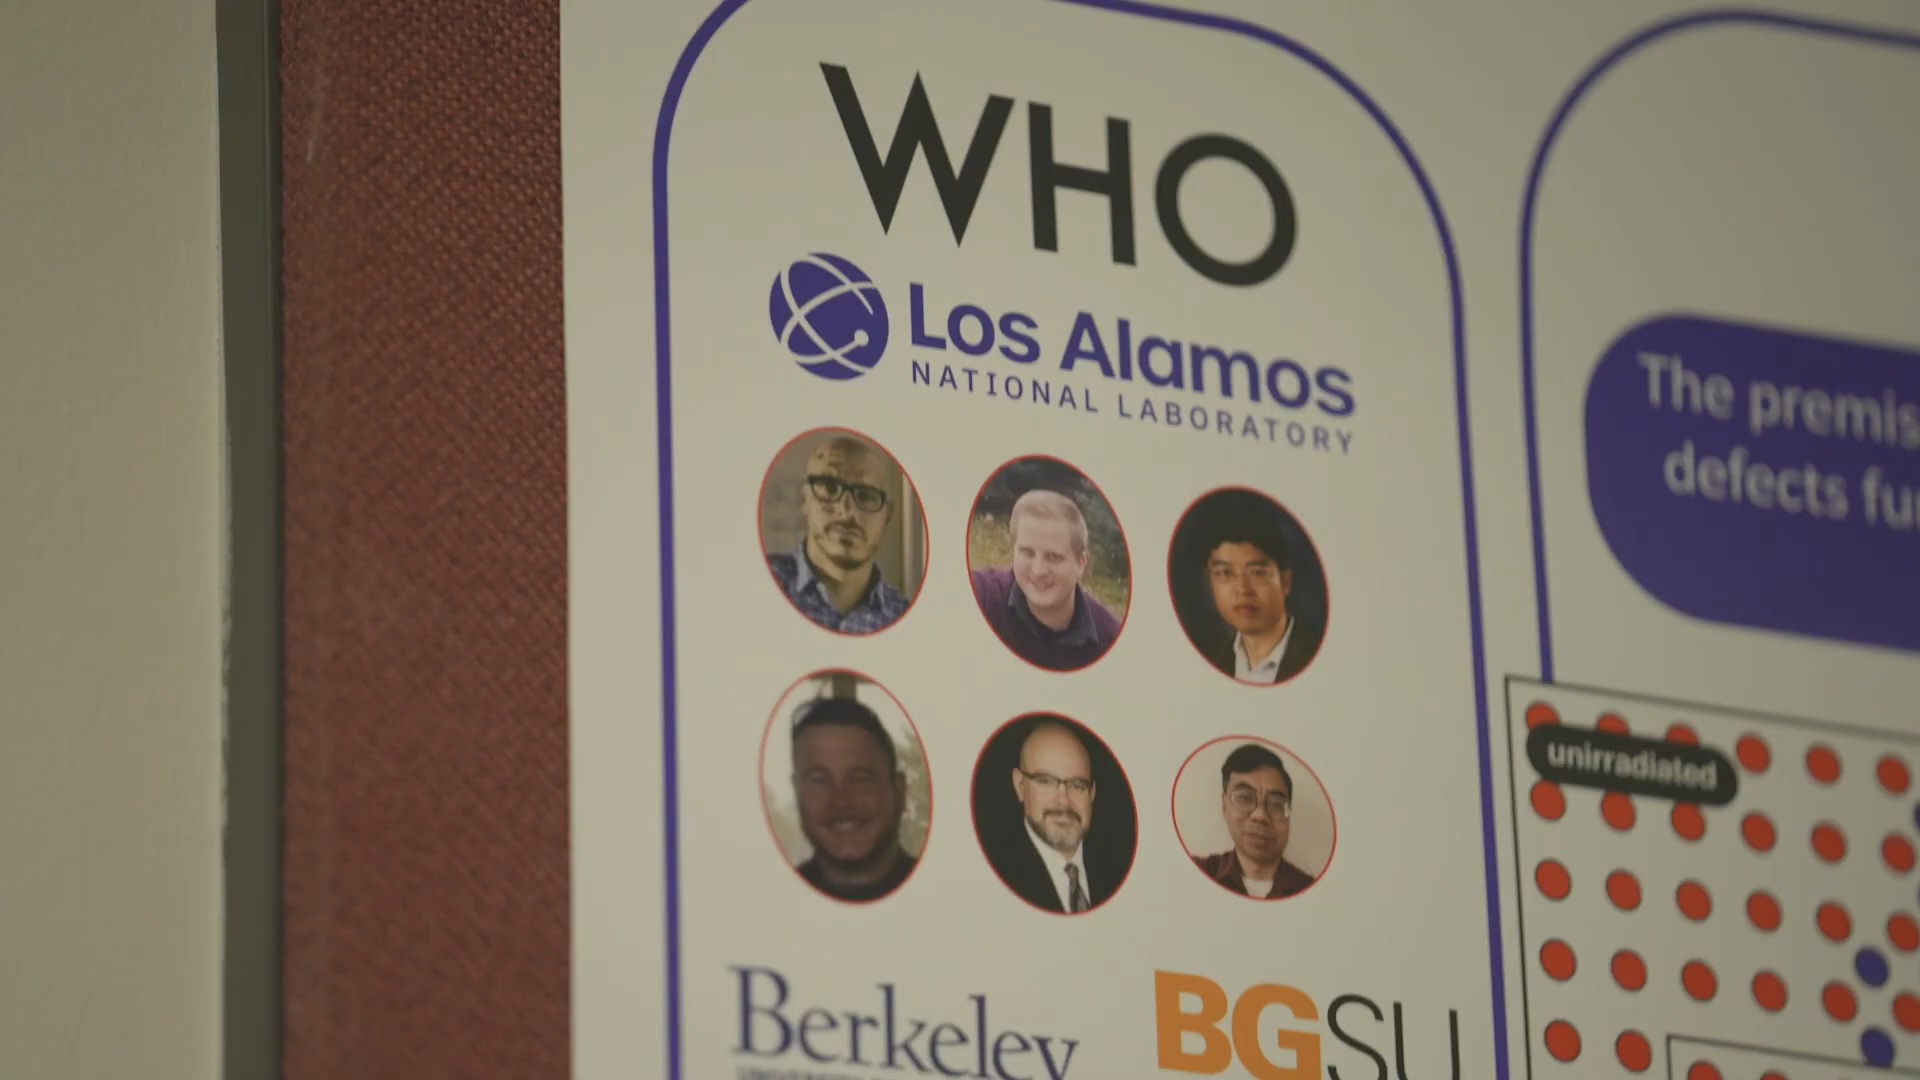 WHO
Los Alamos
NATIONAL LABORATORY
Berkeley
BGSU
The premis
defects fu
unirradiated